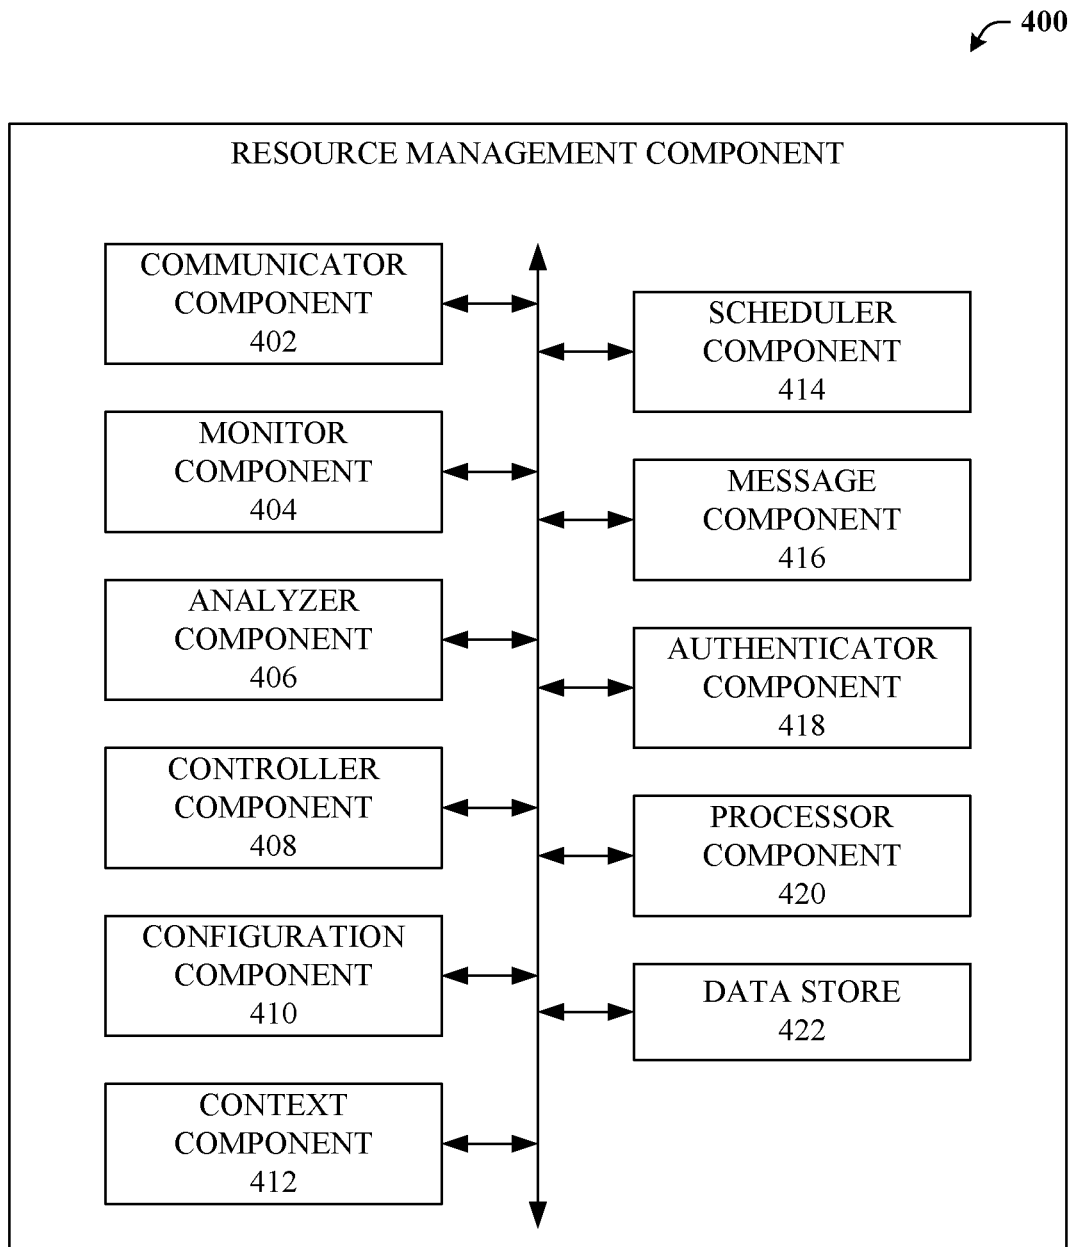 400
RESOURCE MANAGEMENT COMPONENT
COMMUNICATOR
COMPONENT
402
MONITOR
COMPONENT
404
ANALYZER
COMPONENT
406
CONTROLLER
COMPONENT
408
CONFIGURATION
COMPONENT
410
CONTEXT
COMPONENT
412
SCHEDULER
COMPONENT
414
MESSAGE
COMPONENT
416
AUTHENTICATOR
COMPONENT
418
PROCESSOR
COMPONENT
420
DATA STORE
422